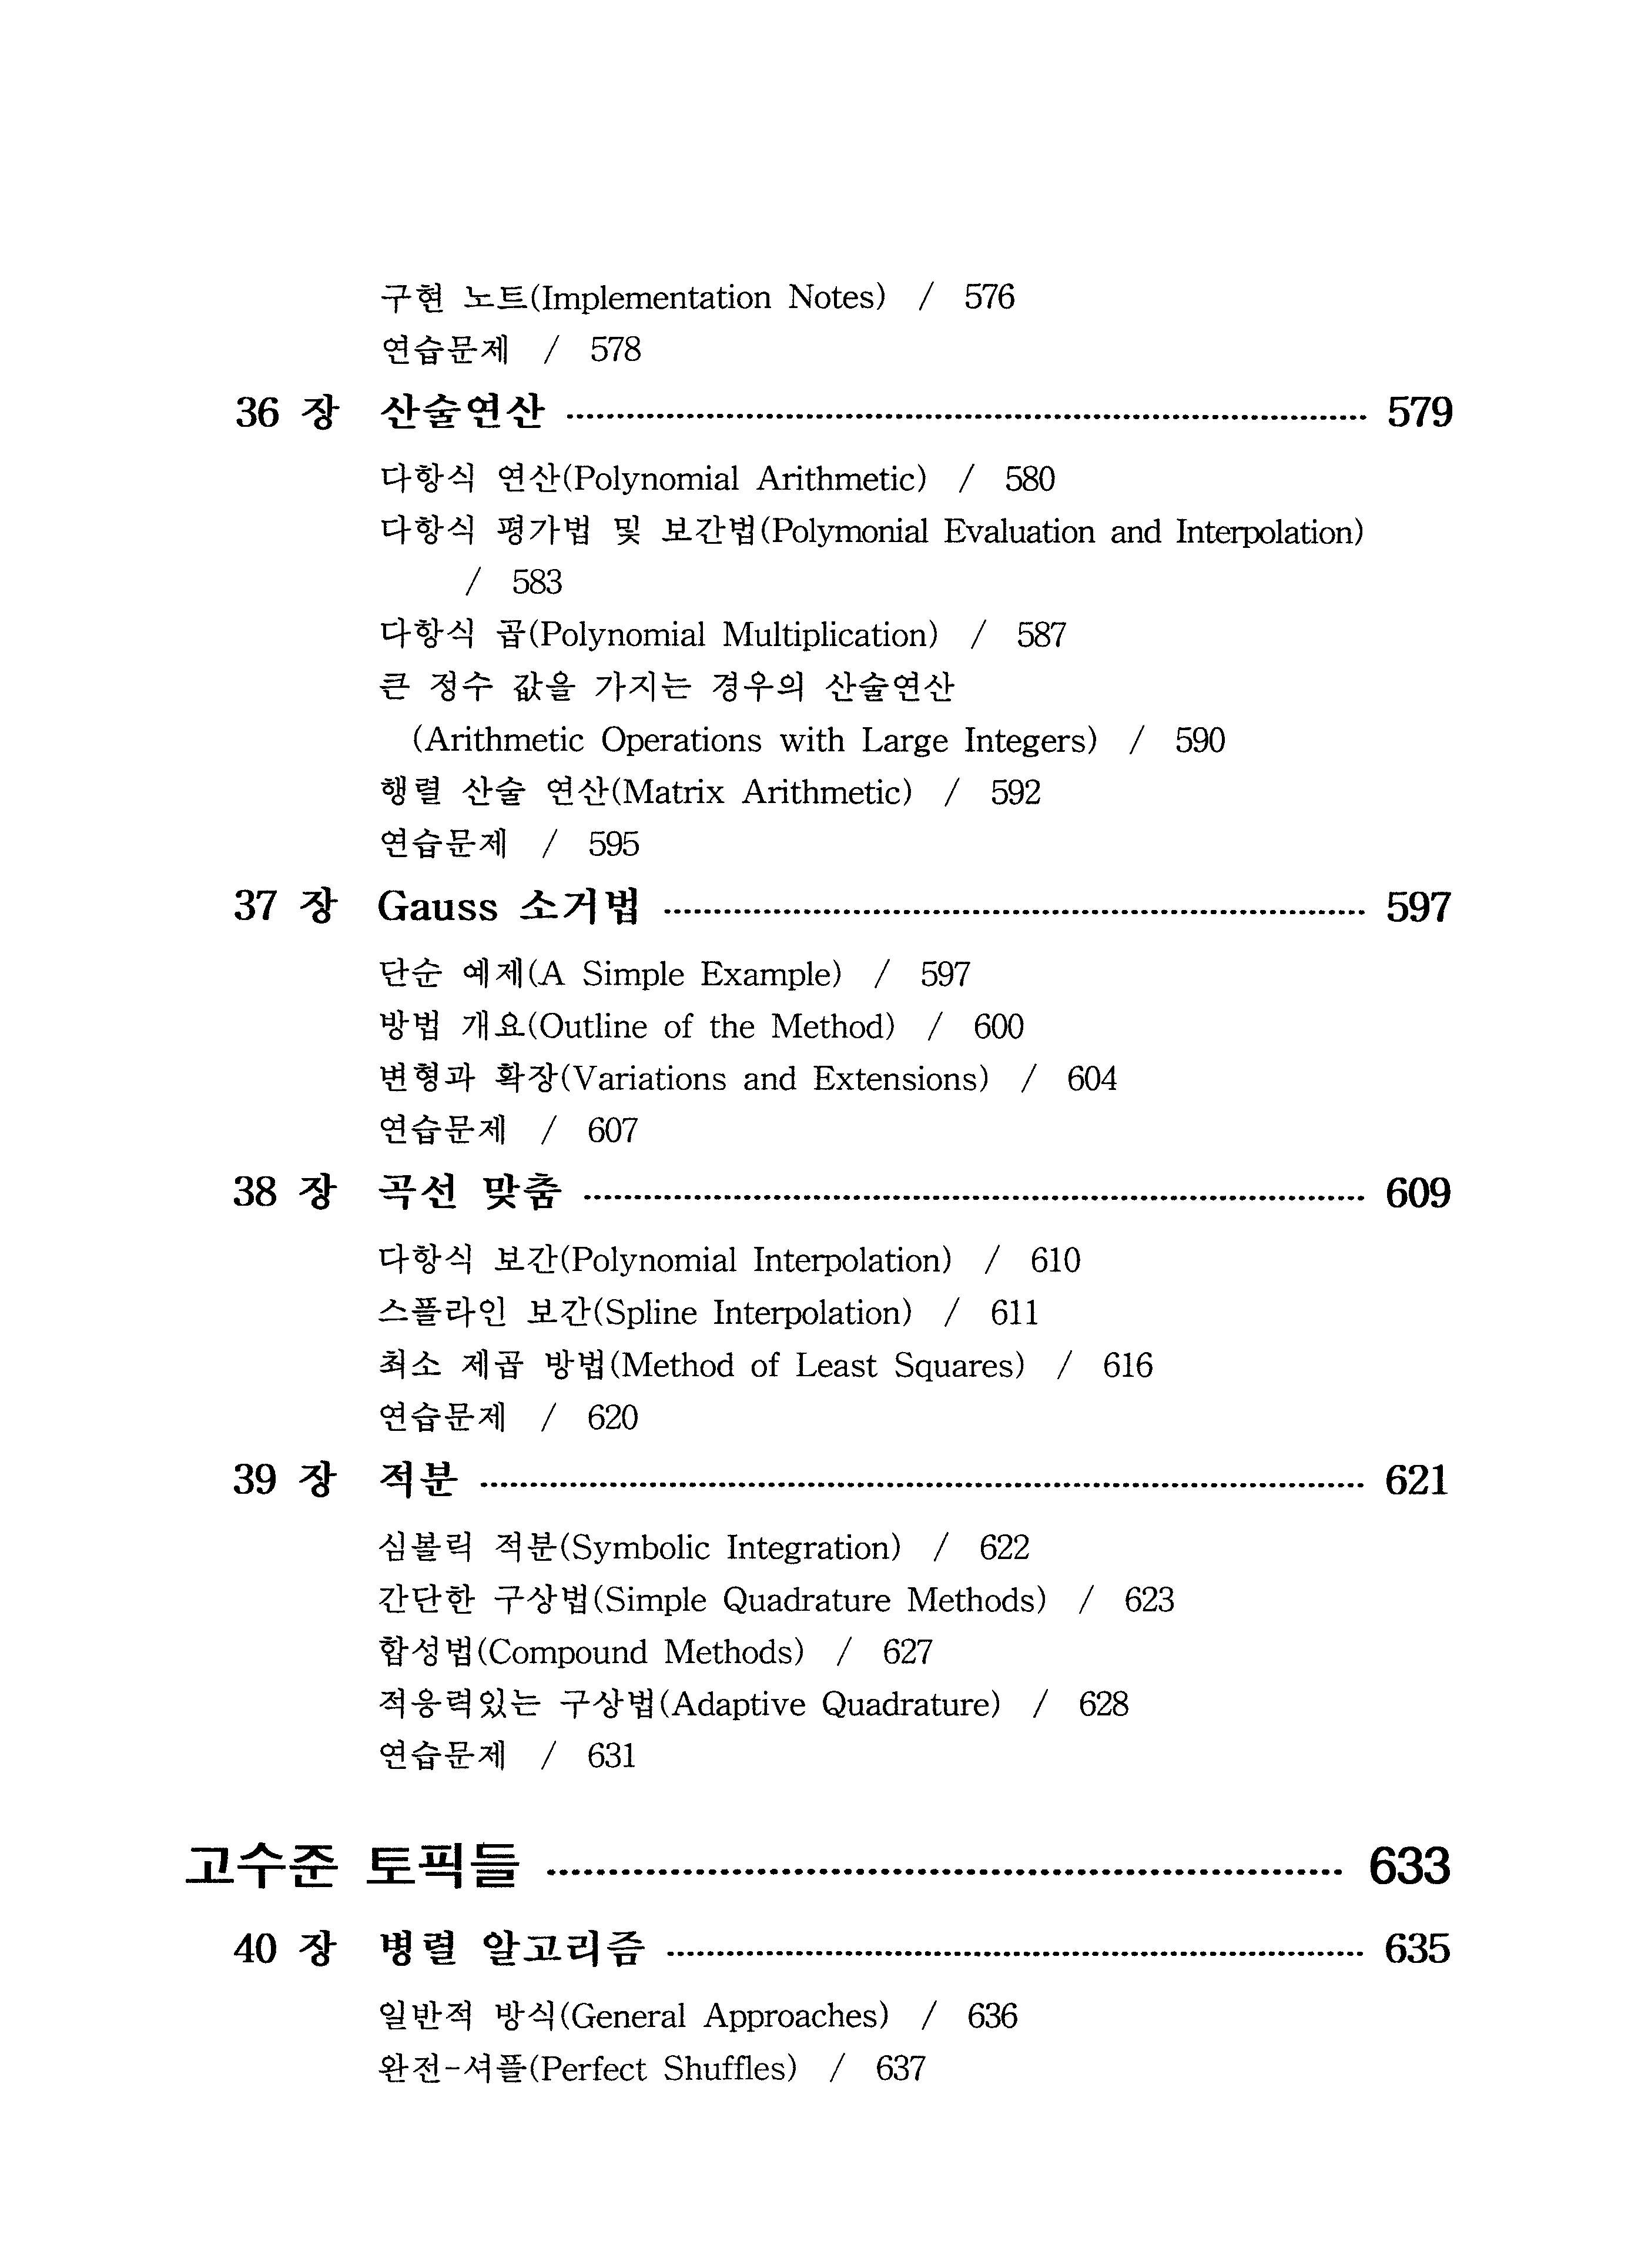 구현 노트(Implementation Notes) / 576
연습문제 / 578
36 장 산술연산 ········ 579
다항식 연산(Polynomial Arithmetic) / 580
다항식 평가법 및 보간법(Polymonial Evaluation and Interpolation)
/ 583
다항식 곱(Polynomial Multiplication) / 587
큰 정수 값을 가지는 경우의 산술연산
(Arithmetic Operations with Large Integers) / 590
행렬 산술 연산(Matrix Arithmetic) / 592
연습문제 / 595
37 장 Gauss 소거법 ········ 597
단순 예제(A Simple Example) / 597
방법 개요(Outline of the Method) / 600
변형과 확장(Variations and Extensions) / 604
연습문제 / 607
38 장 곡선 맞춤 ········ 609
다항식 보간(Polynomial Interpolation) / 610
스플라인 보간(Spline Interpolation) / 611
최소 제곱 방법(Method of Least Squares) / 616
연습문제 / 620
39 장 적분 ········ 621
심볼릭 적분(Symbolic Integration) / 622
간단한 구상법(Simple Quadrature Methods) / 623
합성법(Compound Methods) / 627
적응력있는 구상법(Adaptive Quadrature) / 628
연습문제 / 631
고수준 토픽들 ········ 633
40 장 병렬 알고리즘 ········ 635
일반적 방식(General Approaches) / 636
완전-셔플(Perfect Shuffles) / 637